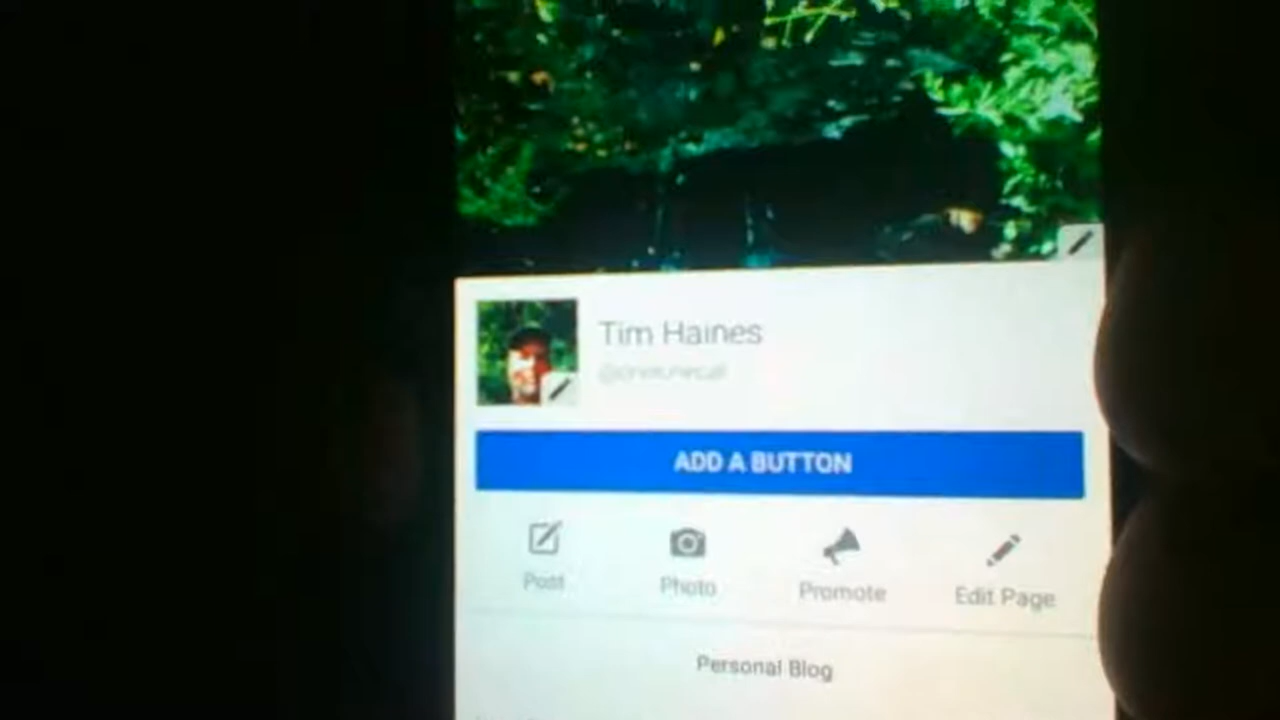 Tim Haines
ADD A BUTTON
Post
Photo
Promote
Edit Page
Personal Blog